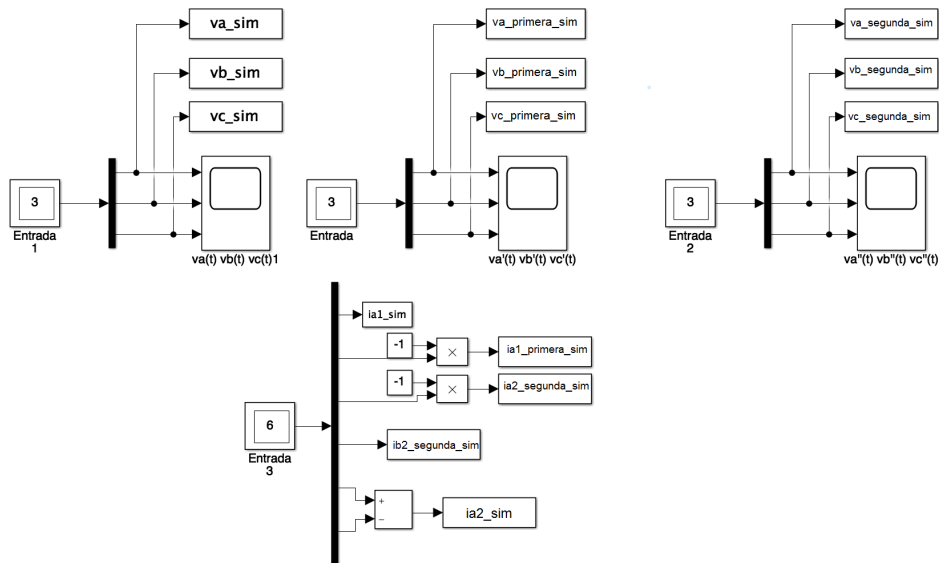 va_sim
vb_sim
vc_sim
3
Entrada
1
va(t) vb(t) vc(t)1
va_primera_sim
vb_primera_sim
vc_primera_sim
3
Entrada
va'(t) vb'(t) vc'(t)
va_segunda_sim
vb_segunda_sim
vc_segunda_sim
3
Entrada
2
va"(t) vb"(t) vc"(t)
6
Entrada
3
ia1_sim
-1
×
ia1_primera_sim
-1
×
ia2_segunda_sim
ib2_segunda_sim
+
−
ia2_sim